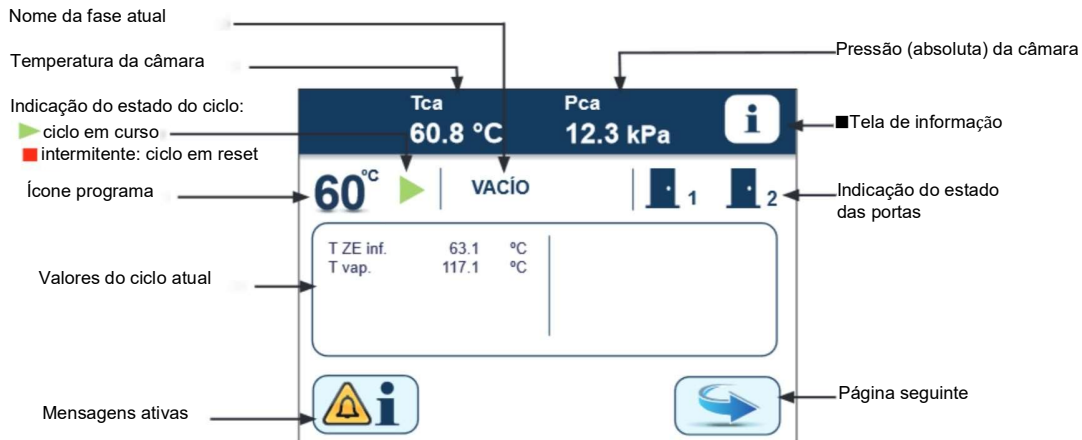 Nome da fase atual
Temperatura da câmara
Pressão (absoluta) da câmara
Indicação do estado do ciclo:
ciclo em curso
intermitente: ciclo em reset
Tca
60.8 ºC
Pca
12.3 kPa
i
Tela de informação
Ícone programa
60ºC
VACÍO
1
2
Indicação do estado
das portas
Valores do ciclo atual
T ZE inf. 63.1 ºC
T vap. 117.1 ºC
Mensagens ativas
i
Página seguinte